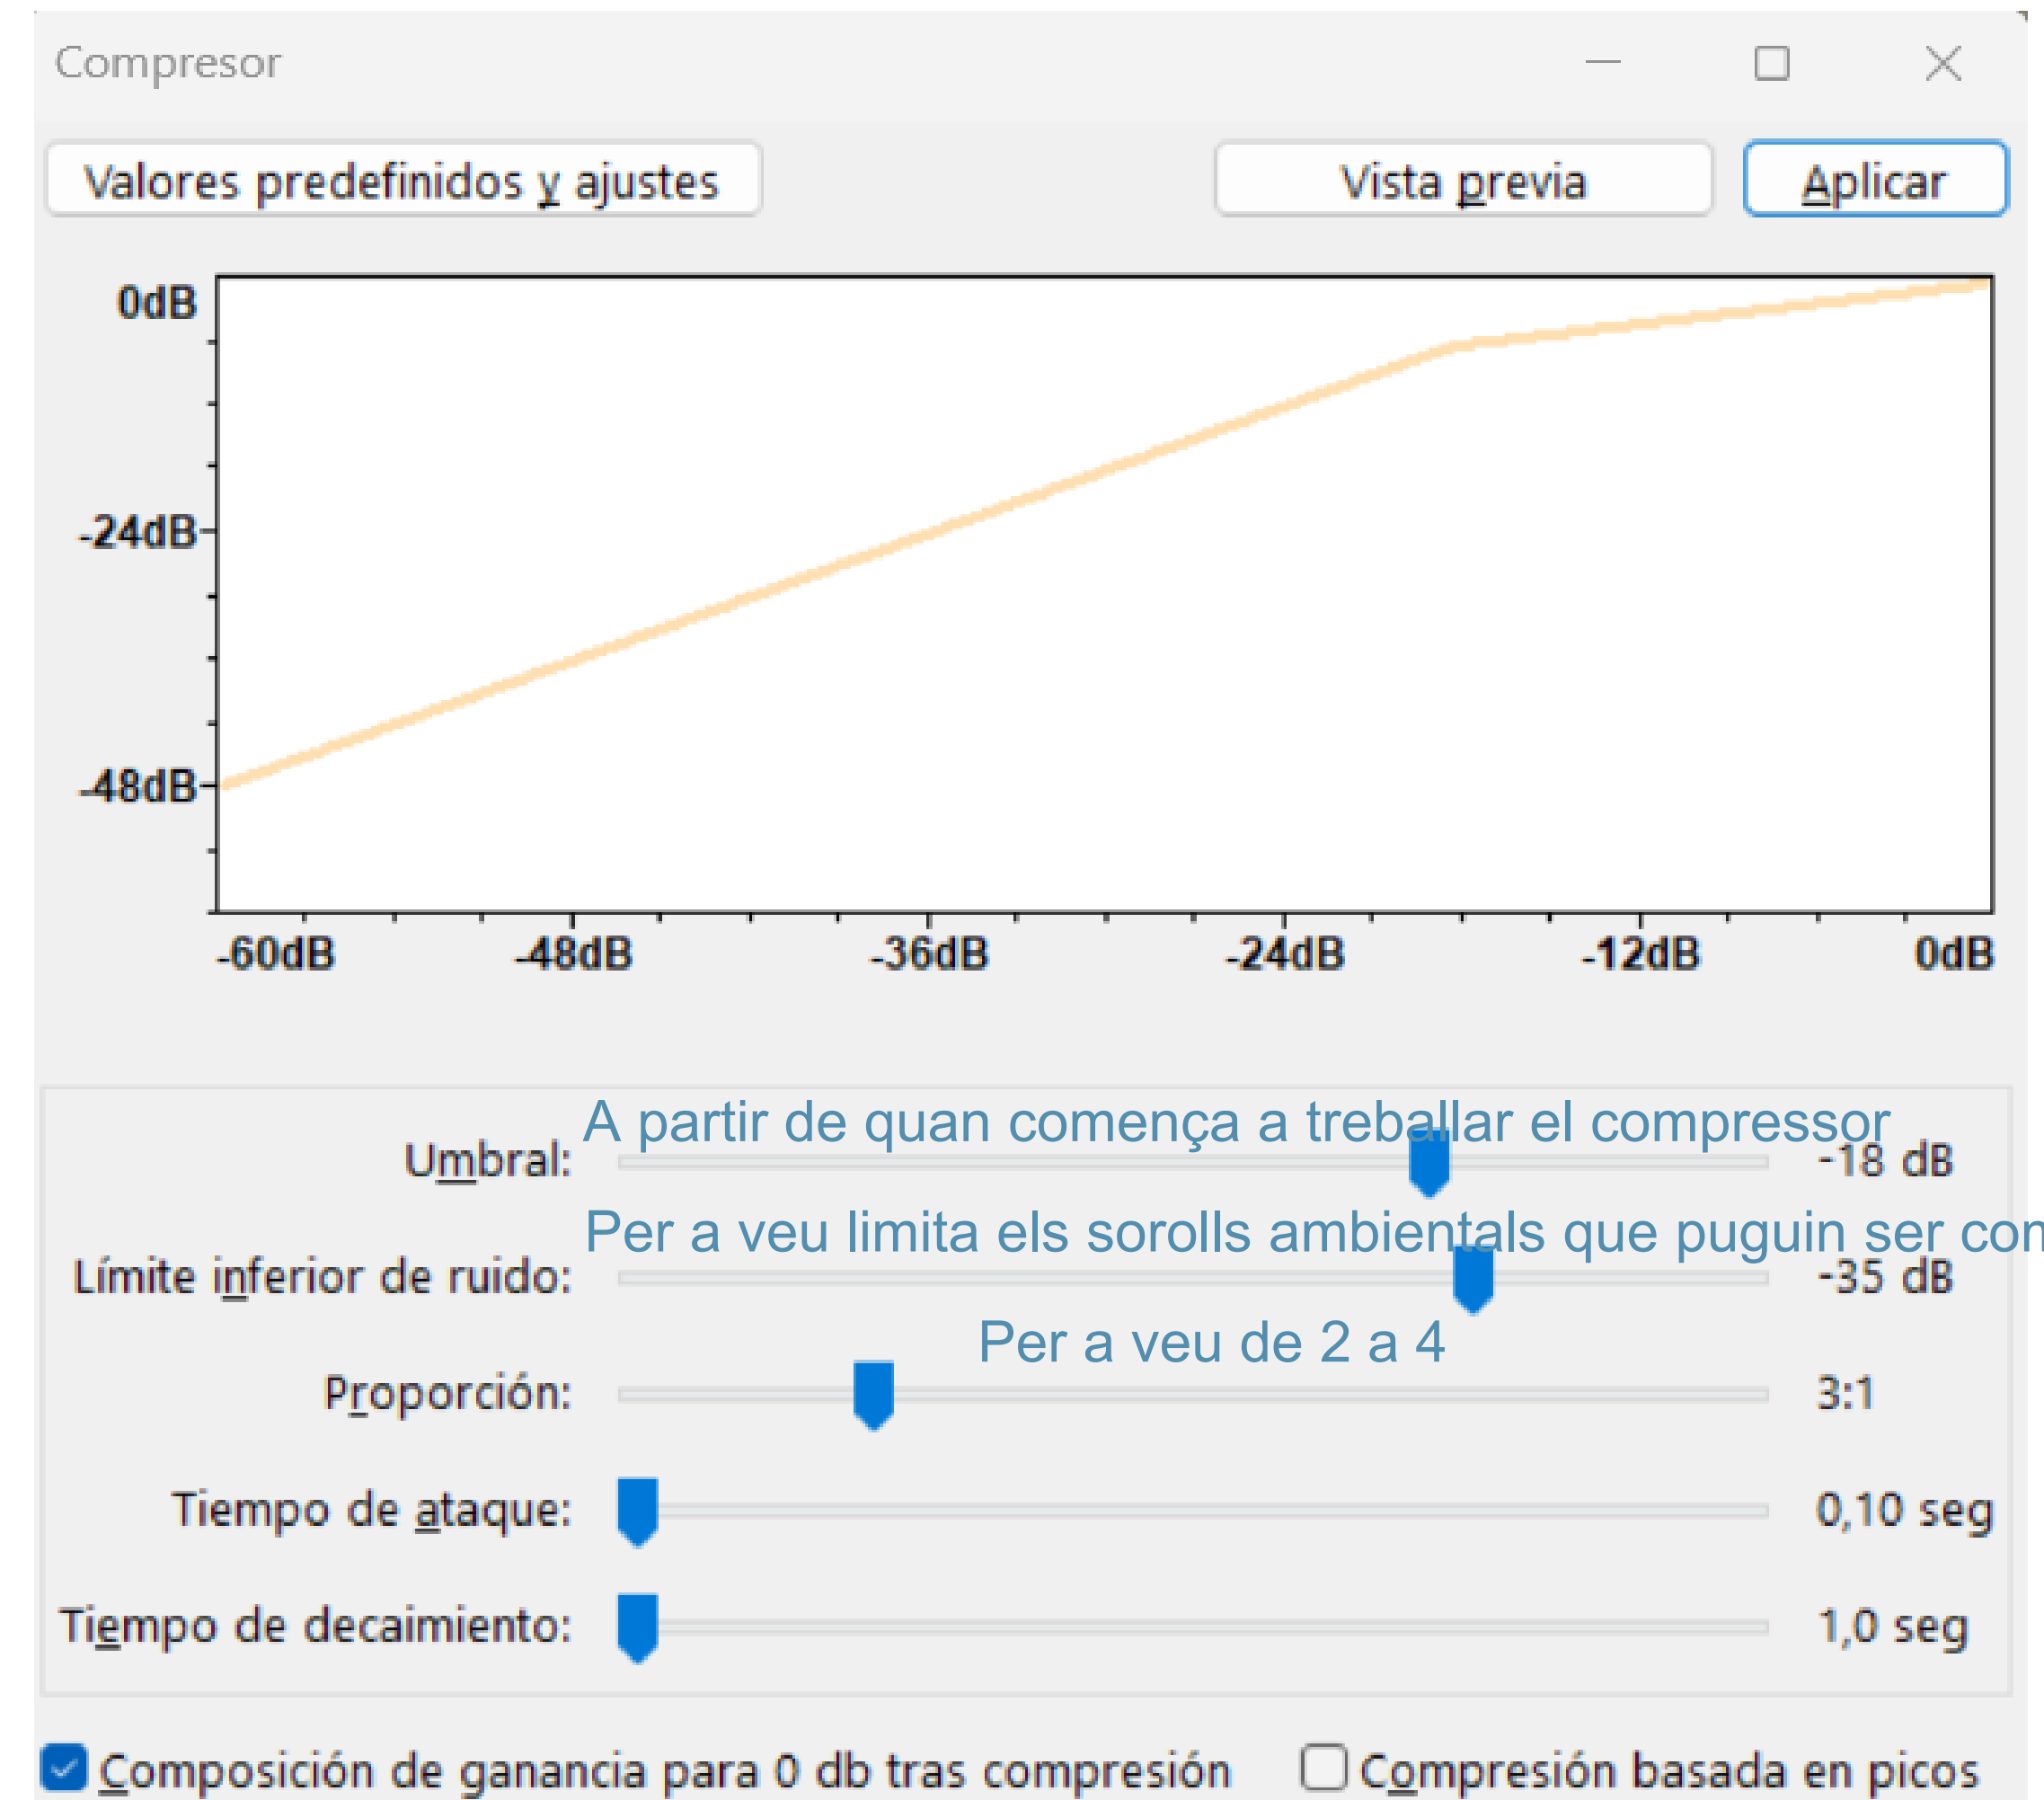 Compresor
Valores predefinidos y ajustes
Vista previa
Aplicar
0dB
-24dB
-48dB
-60dB -48dB -36dB -24dB -12dB 0dB
A partir de quan comença a treballar el compressor
Umbral: -18 dB
Per a veu limita els sorolls ambientals que puguin ser
Límite inferior de ruido: -35 dB
Per a veu de 2 a 4
Proporción: 3:1
Tiempo de ataque: 0,10 seg
Tiempo de decaimiento: 1,0 seg
Composición de ganancia para 0 db tras compresión
Compresión basada en picos